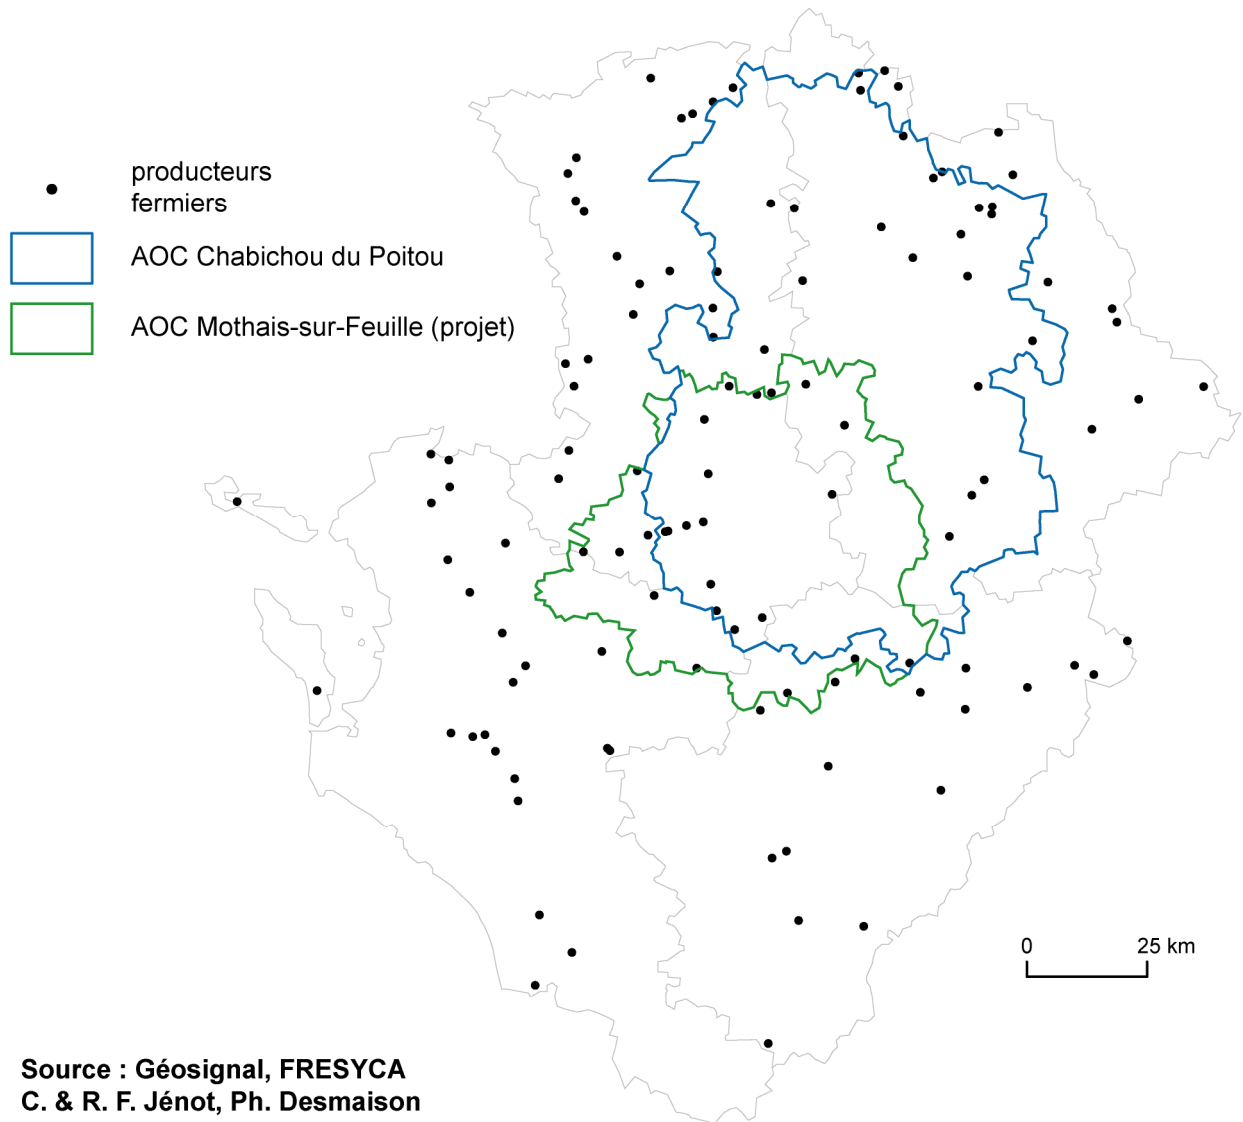 producteurs
fermiers
AOC Chabichou du Poitou
AOC Mothais-sur-Feuille (projet)
0 25 km
Source : Géosignal, FRESYCA
C. & R. F. Jénot, Ph. Desmaison